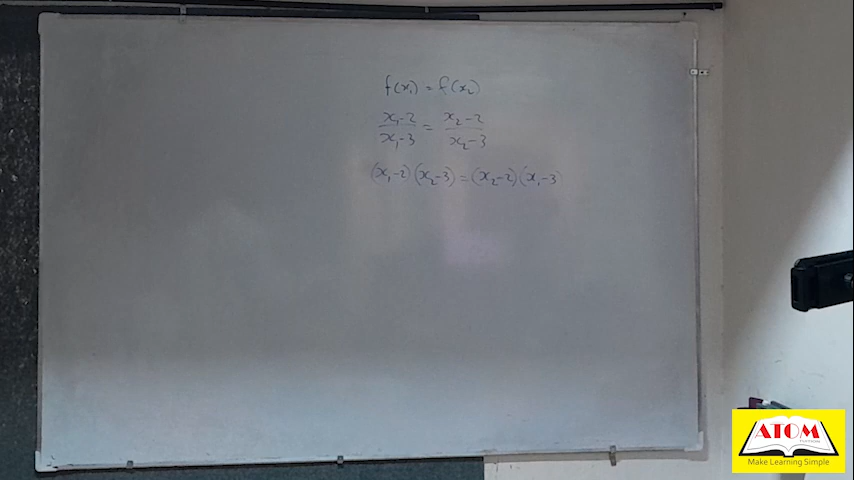 f(x₁) = f(x₂)
x₁-2 / x₁-3 = x₂-2 / x₂-3
(x₁-2)(x₂-3) = (x₂-2)(x₁-3)
ATOM
Make Learning Simple